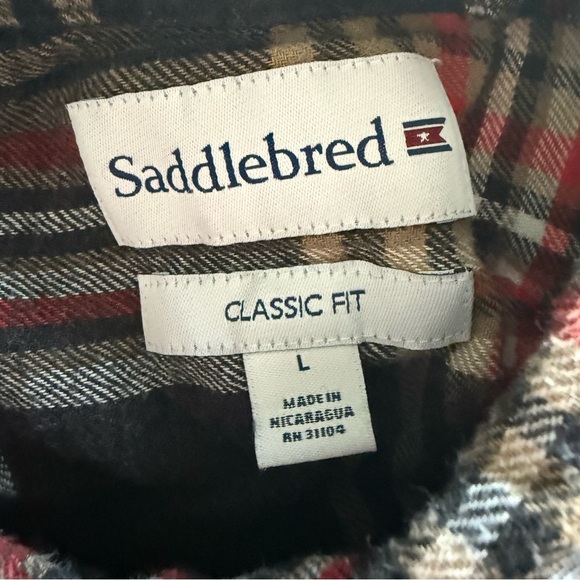 Saddlebred
CLASSIC FIT
L
MADE IN
NICARAGUA
RN 31104